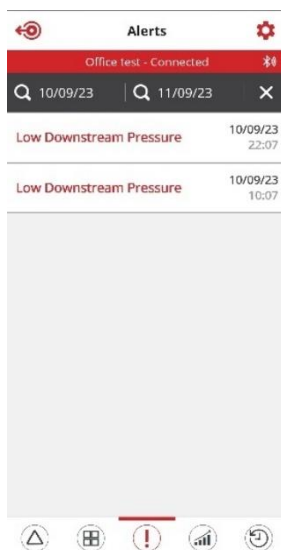 Alerts
Office test - Connected
10/09/23 11/09/23
Low Downstream Pressure 10/09/23
22:07
Low Downstream Pressure 10/09/23
10:07